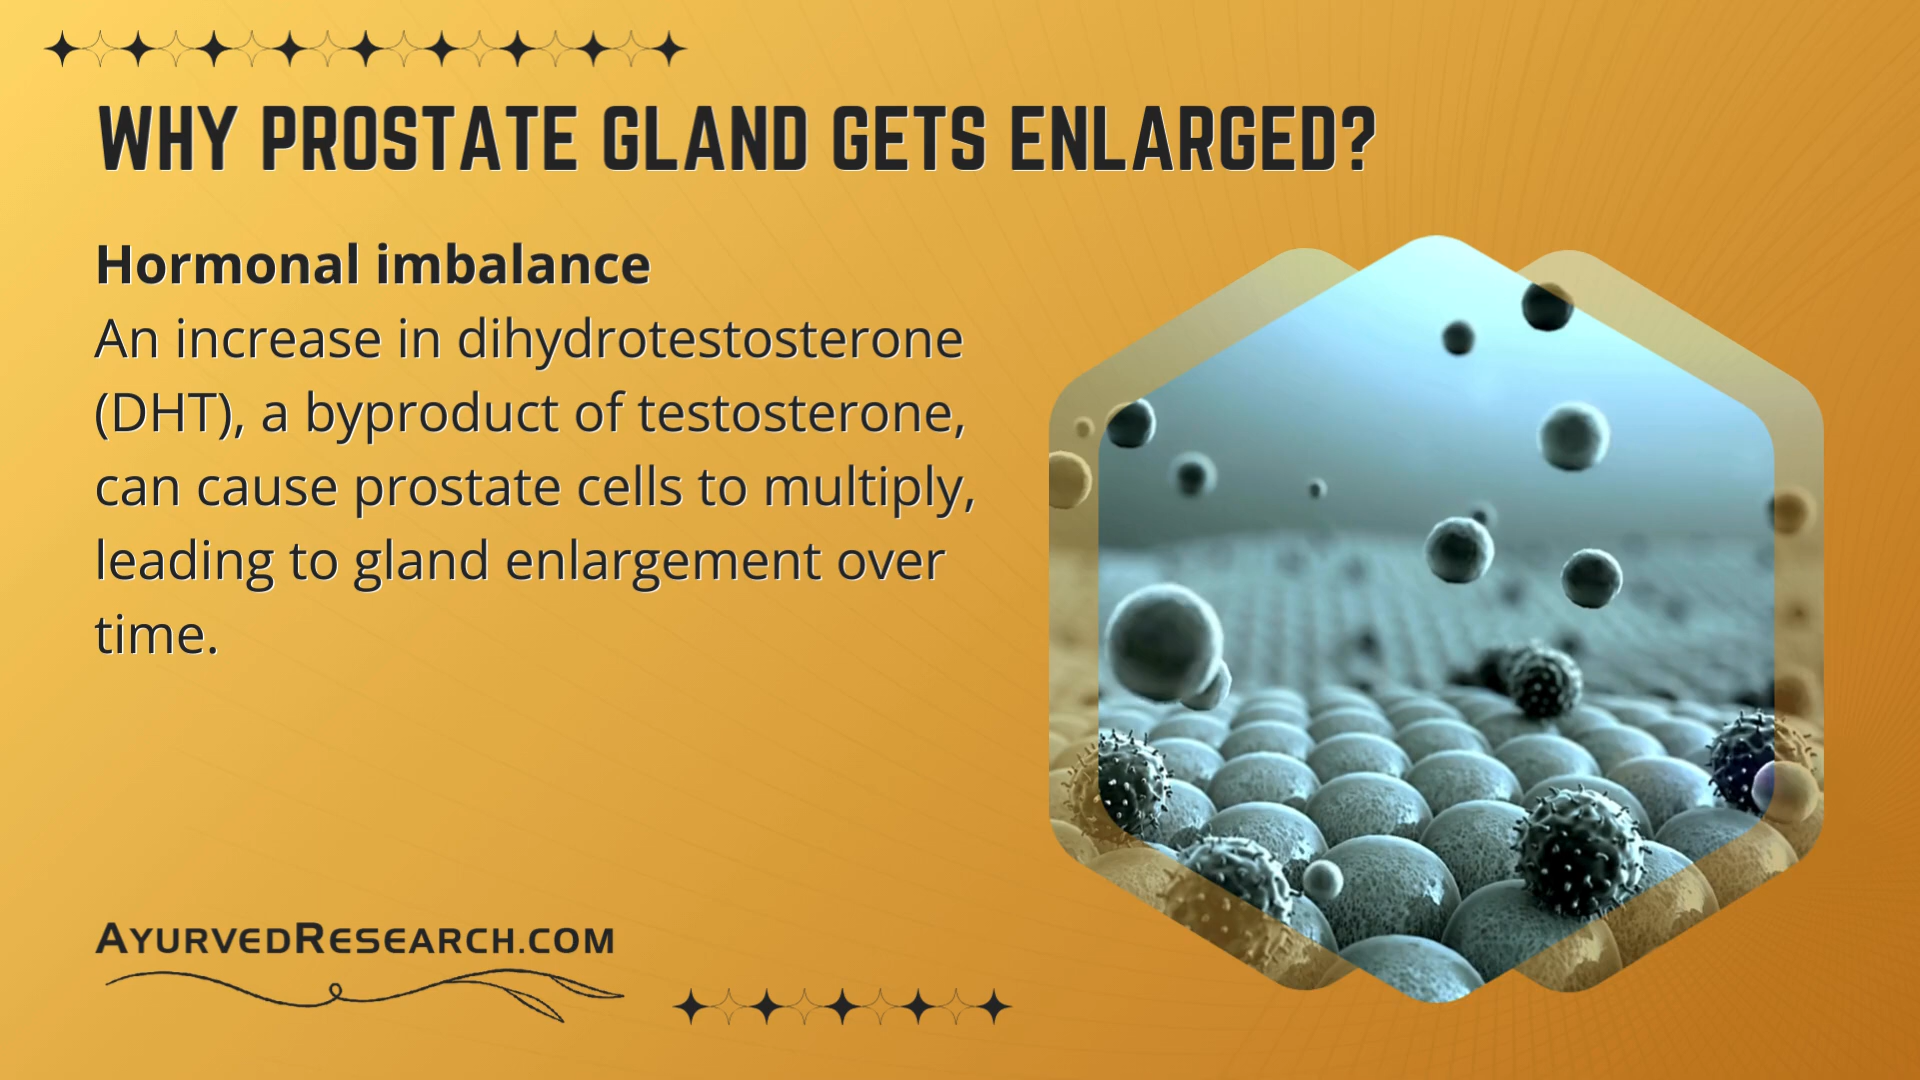 WHY PROSTATE GLAND GETS ENLARGED?
Hormonal imbalance
An increase in dihydrotestosterone
(DHT), a byproduct of testosterone,
can cause prostate cells to multiply,
leading to gland enlargement over
time.
AYURVEDRESEARCH.COM